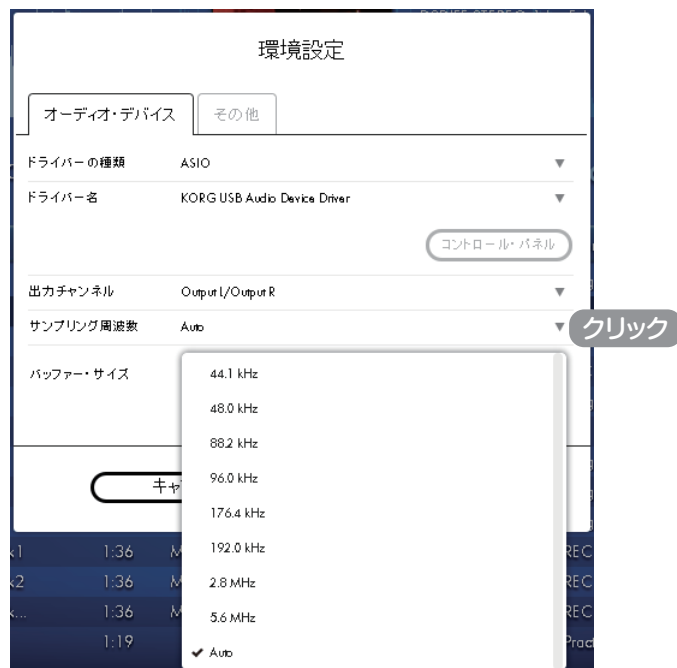 環境設定
オーディオ・デバイス その他
ドライバーの種類 ASIO
ドライバー名 KORG USB Audio Device Driver
コントロール・パネル
出力チャンネル Output L/Output R
サンプリング周波数 Auto クリック
バッファー・サイズ
44.1 kHz
48.0 kHz
88.2 kHz
96.0 kHz
176.4 kHz
192.0 kHz
2.8 MHz
5.6 MHz
Auto
1:36 REC
1:36 REC
1:36 REC
1:19 Pract